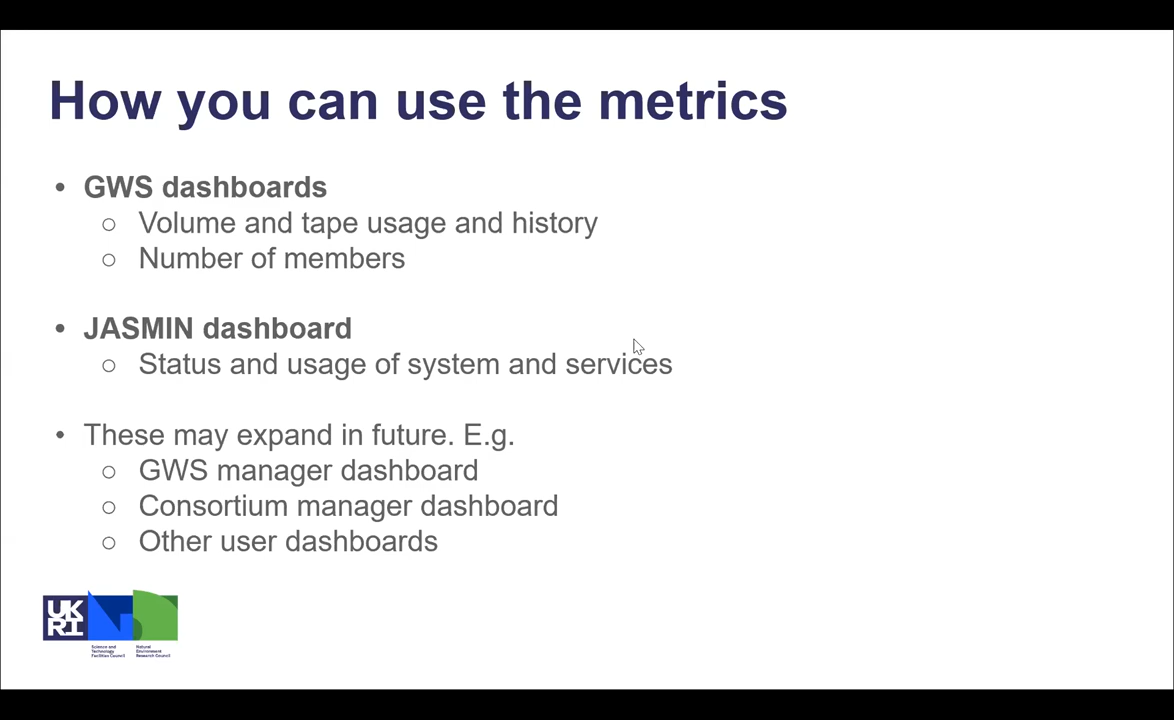 How you can use the metrics
• GWS dashboards
○ Volume and tape usage and history
○ Number of members
• JASMIN dashboard
○ Status and usage of system and services
• These may expand in future. E.g.
○ GWS manager dashboard
○ Consortium manager dashboard
○ Other user dashboards
UK
RI
Science and
Technology
Facilities Council
Natural
Environment
Research Council